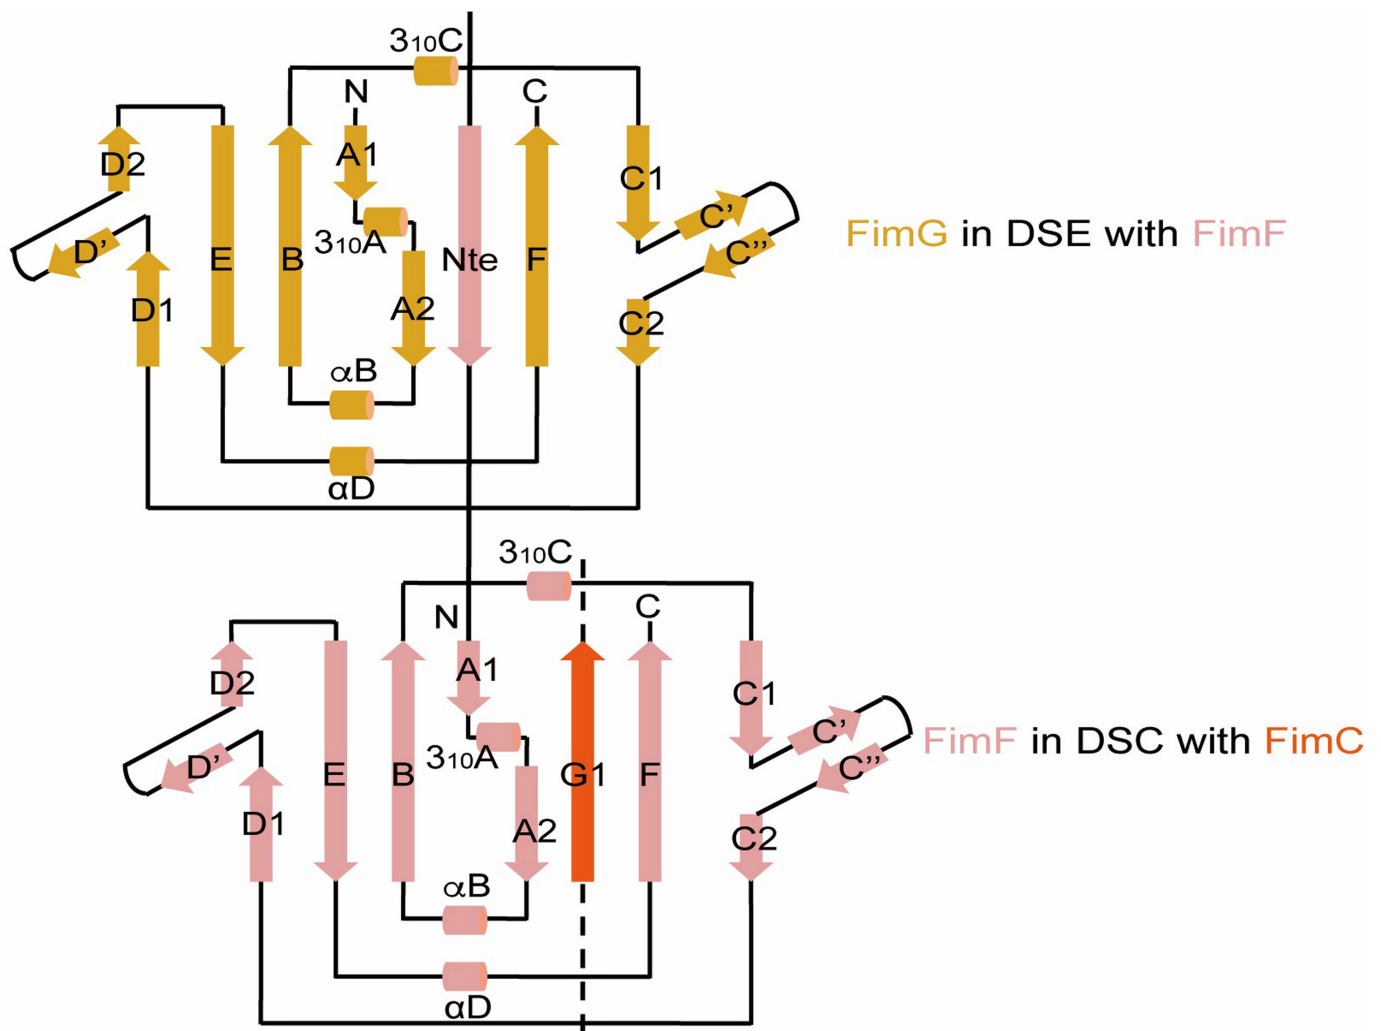 3₁₀C
N
C
A1
D2
C1
C'
3₁₀A
D'
C''
E
B
Nte
F
FimG in DSE with FimF
D1
A2
C2
αB
αD
3₁₀C
N
C
A1
D2
C1
C'
3₁₀A
D'
C''
E
B
G1
F
FimF in DSC with FimC
D1
A2
C2
αB
αD